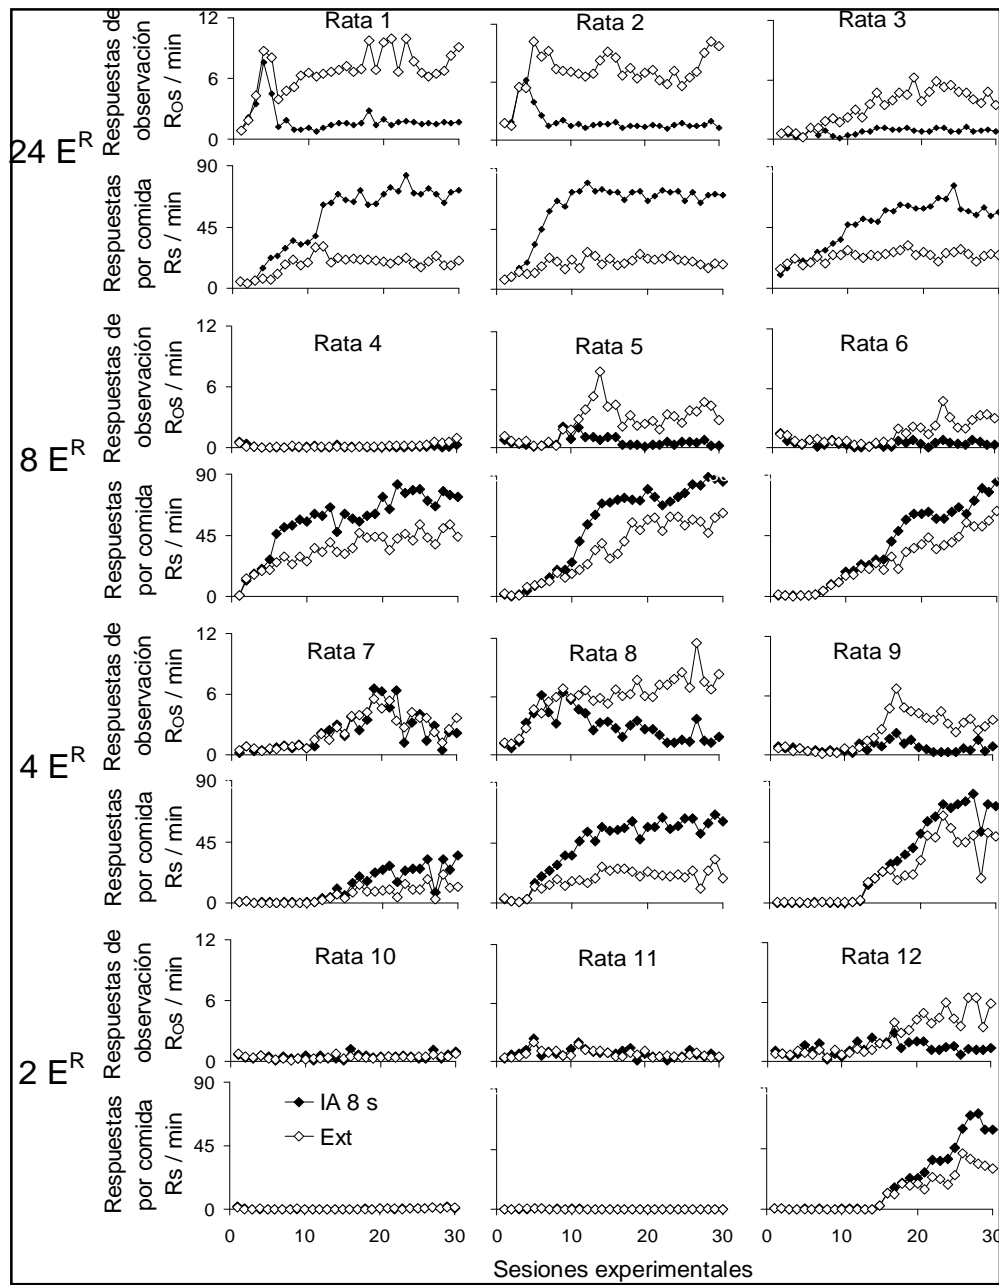 Rata 1
Rata 2
Rata 3
24 E^R
Respuestas de
observación
R_Os / min
12
6
0
Respuestas
por comida
Rs / min
90
45
0
8 E^R
Rata 4
Rata 5
Rata 6
Respuestas de
observación
R_Os / min
12
6
0
Respuestas
por comida
Rs / min
90
45
0
4 E^R
Rata 7
Rata 8
Rata 9
Respuestas de
observación
R_Os / min
12
6
0
Respuestas
por comida
Rs / min
90
45
0
2 E^R
Rata 10
Rata 11
Rata 12
Respuestas de
observación
R_Os / min
12
6
0
Respuestas
por comida
Rs / min
90
45
0
IA 8 s
Ext
0 10 20 30 0 10 20 30 0 10 20 30
Sesiones experimentales